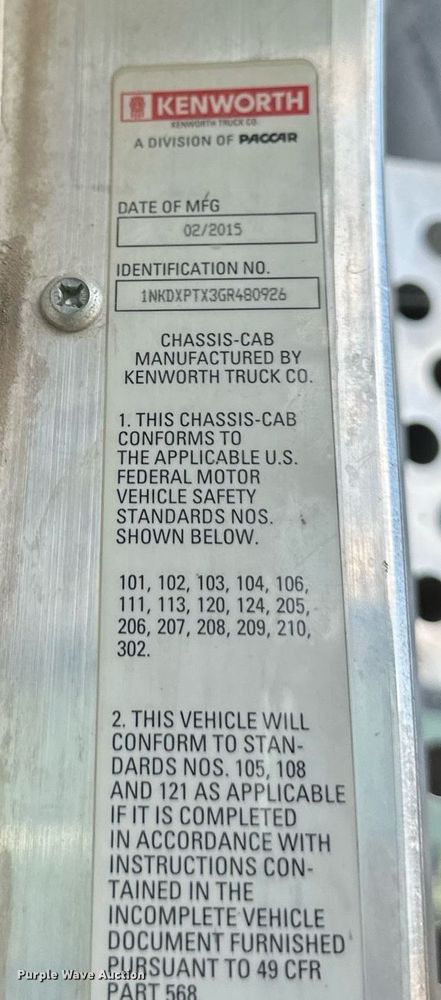 KENWORTH
KENWORTH TRUCK CO.
A DIVISION OF PACCAR
DATE OF MFG
02/2015
IDENTIFICATION NO.
1NKDXPTX3GR480926
CHASSIS-CAB
MANUFACTURED BY
KENWORTH TRUCK CO.
1. THIS CHASSIS-CAB
CONFORMS TO
THE APPLICABLE U.S.
FEDERAL MOTOR
VEHICLE SAFETY
STANDARDS NOS.
SHOWN BELOW.
101, 102, 103, 104, 106,
111, 113, 120, 124, 205,
206, 207, 208, 209, 210,
302.
2. THIS VEHICLE WILL
CONFORM TO STAN-
DARDS NOS. 105, 108
AND 121 AS APPLICABLE
IF IT IS COMPLETED
IN ACCORDANCE WITH
INSTRUCTIONS CON-
TAINED IN THE
INCOMPLETE VEHICLE
DOCUMENT FURNISHED
PURSUANT TO 49 CFR
PART 568
Purple Wave Auction